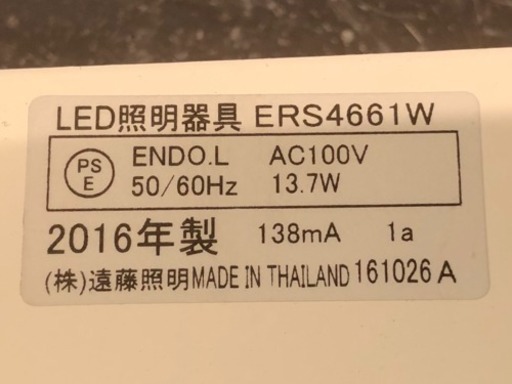 LED照明器具 ERS4661W
PS E ENDO.L AC100V
50/60Hz 13.7W
2016年製 138mA 1a
(株)遠藤照明MADE IN THAILAND 161026 A